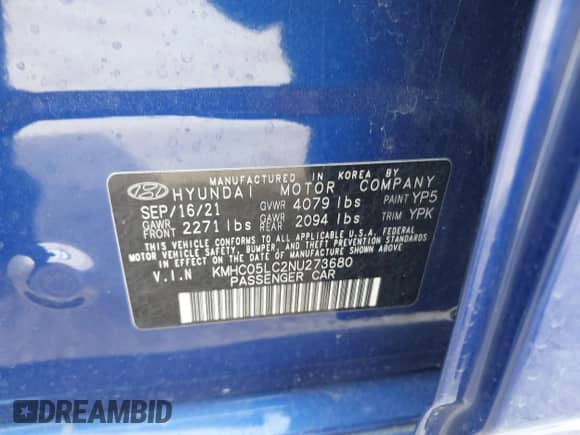 MANUFACTURED IN KOREA BY
HYUNDAI MOTOR COMPANY
SEP/16/21 GVWR 4079 lbs PAINT YP5
GAWR FRONT 2271 lbs GAWR REAR 2094 lbs TRIM YPK
THIS VEHICLE CONFORMS TO ALL APPLICABLE U.S.A. FEDERAL
MOTOR VEHICLE SAFETY, BUMPER, AND THEFT PREVENTION
STANDARDS IN EFFECT ON THE DATE OF MANUFACTURE SHOWN ABOVE.
V.I.N KMHC05LC2NU273680
PASSENGER CAR
DREAMBID